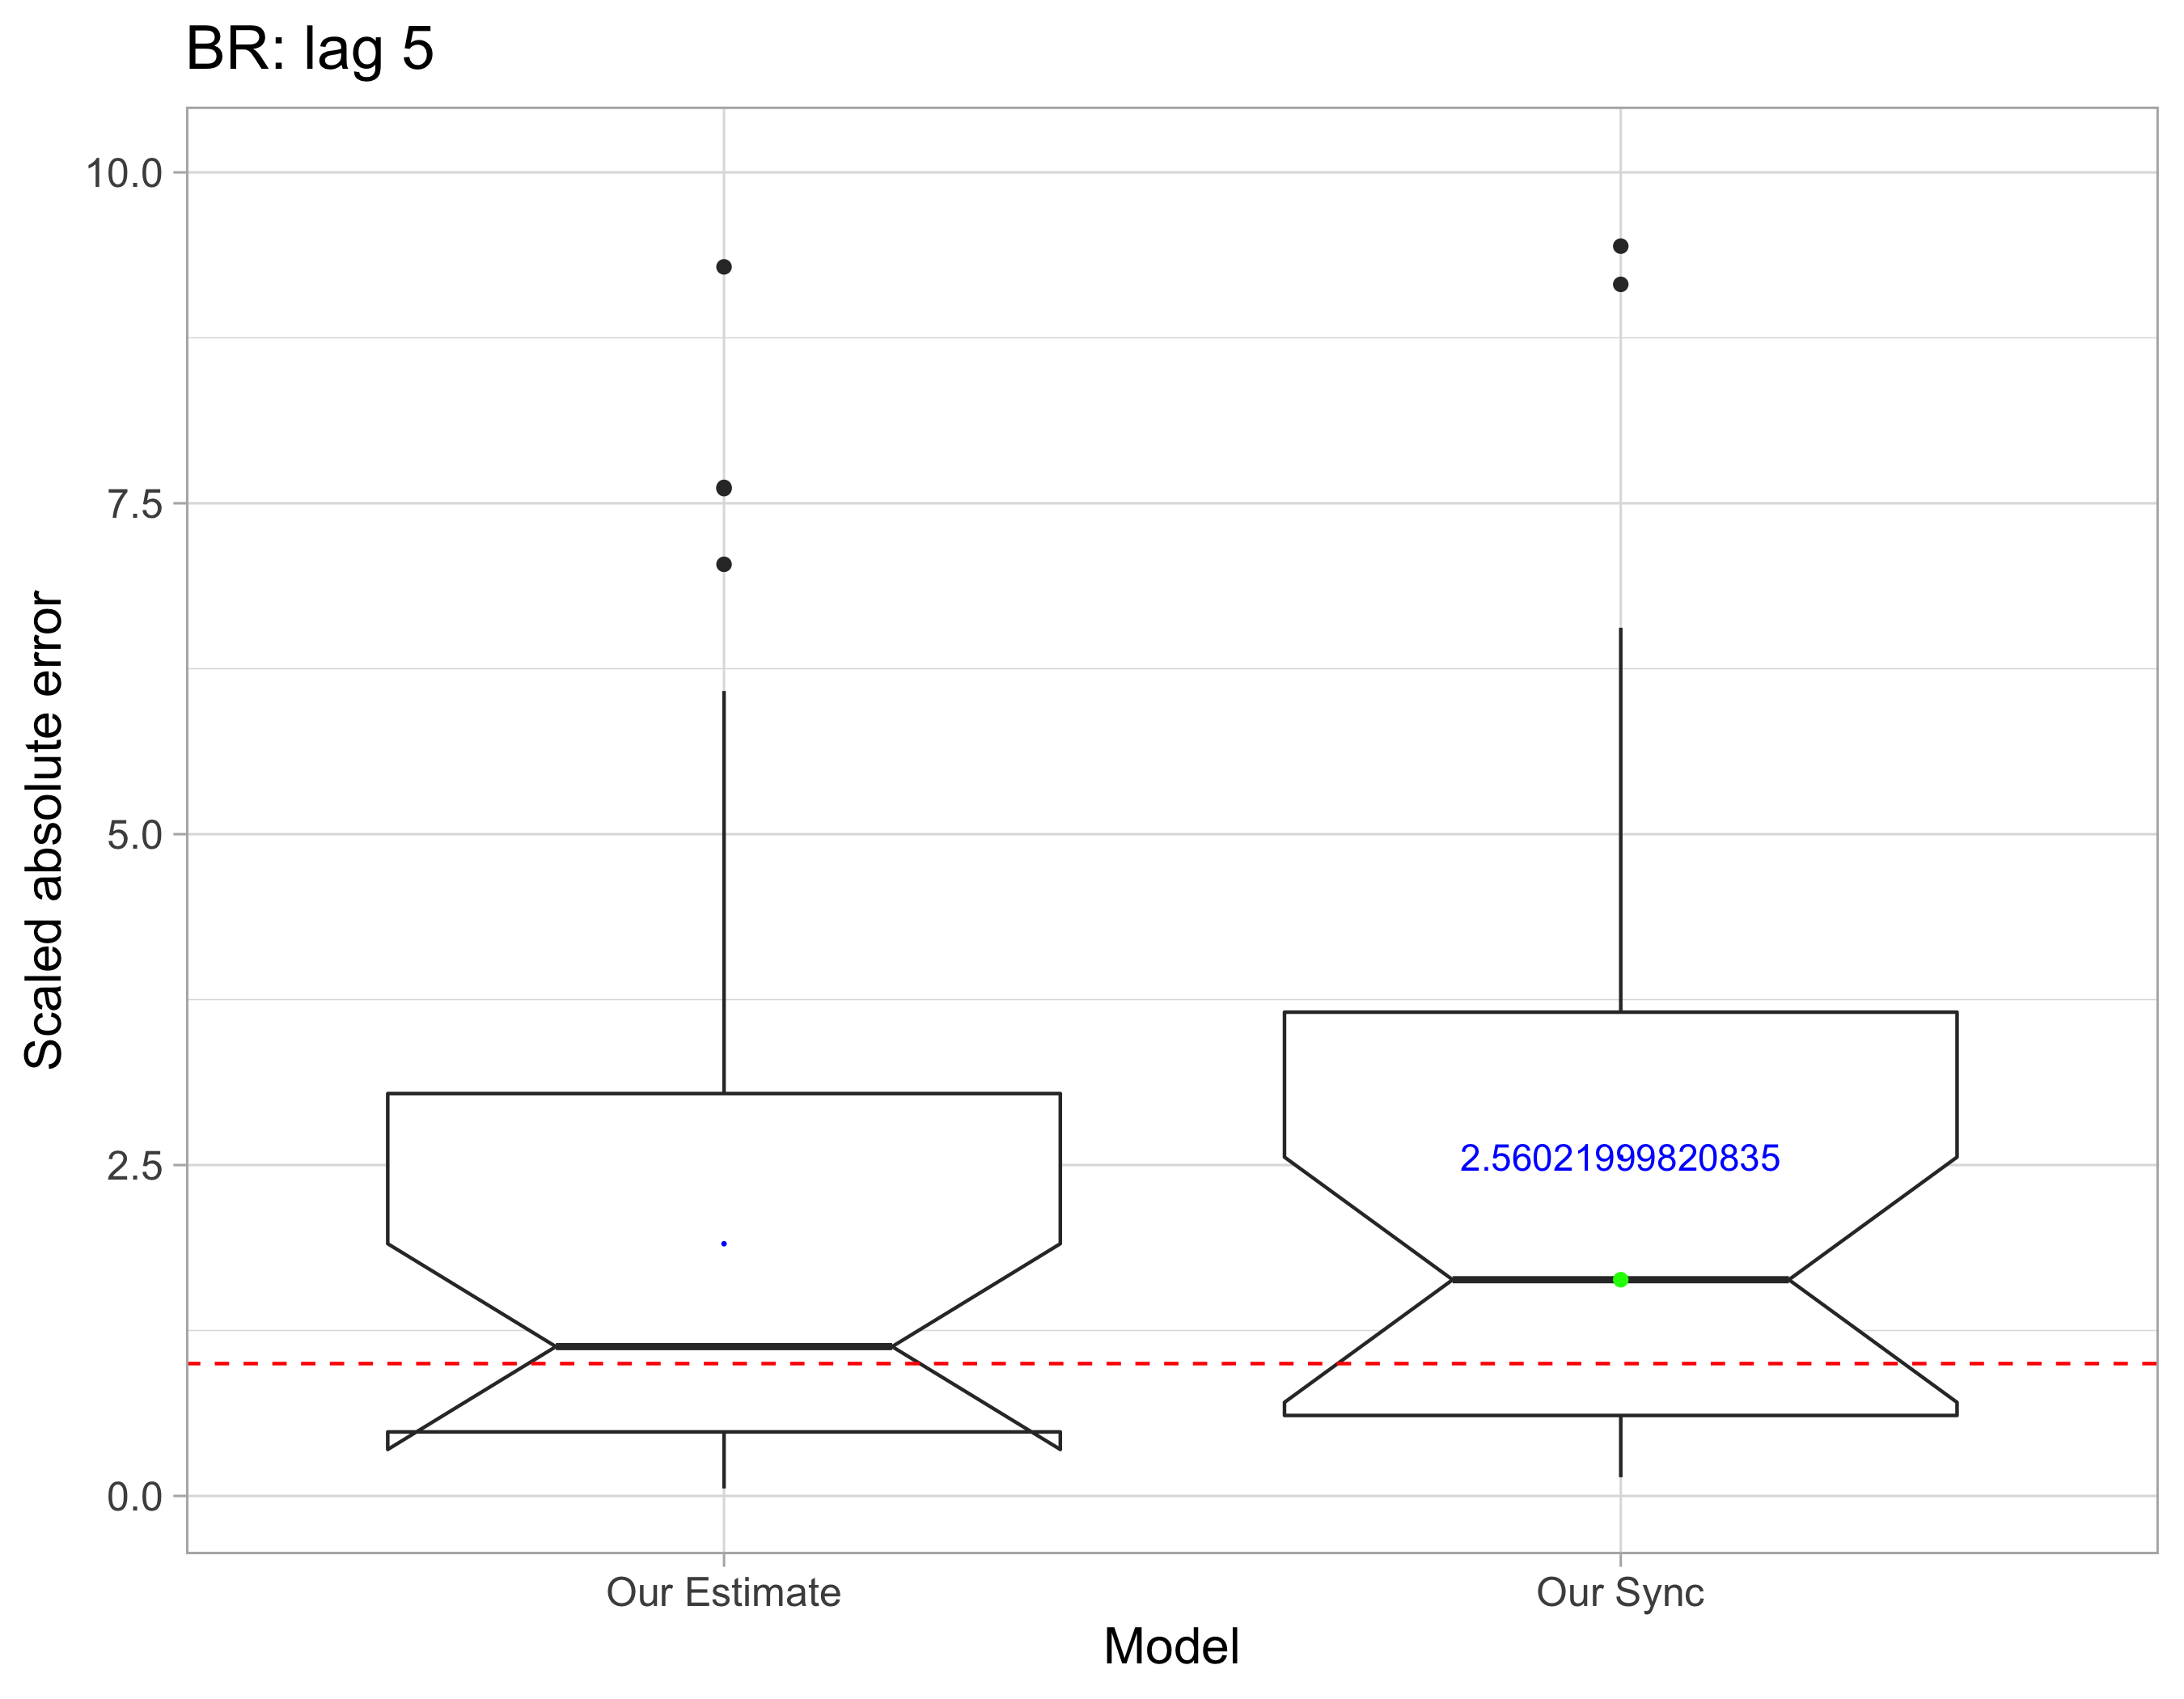 BR: lag 5
10.0
7.5
5.0
2.5
0.0
Scaled absolute error
2.56021999820835
Our Estimate
Our Sync
Model